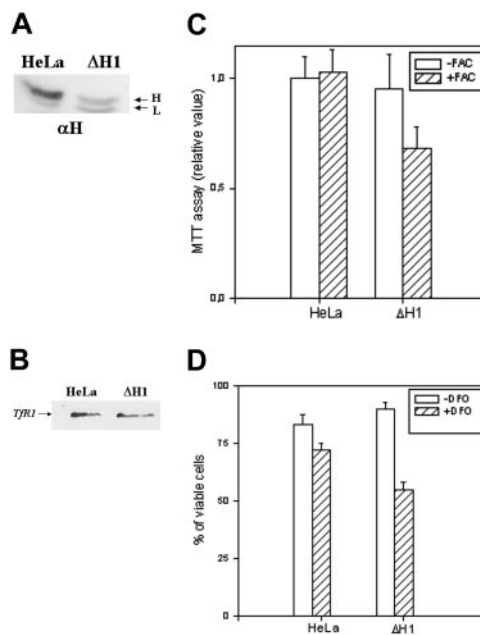 A
HeLa ΔH1
H
L
αH
B
HeLa ΔH1
TfR1
C
-FAC
+FAC
MTT assay (relative value)
1,0
0,5
0,0
HeLa ΔH1
D
-DFO
+DFO
% of viable cells
100
75
50
25
0
HeLa ΔH1